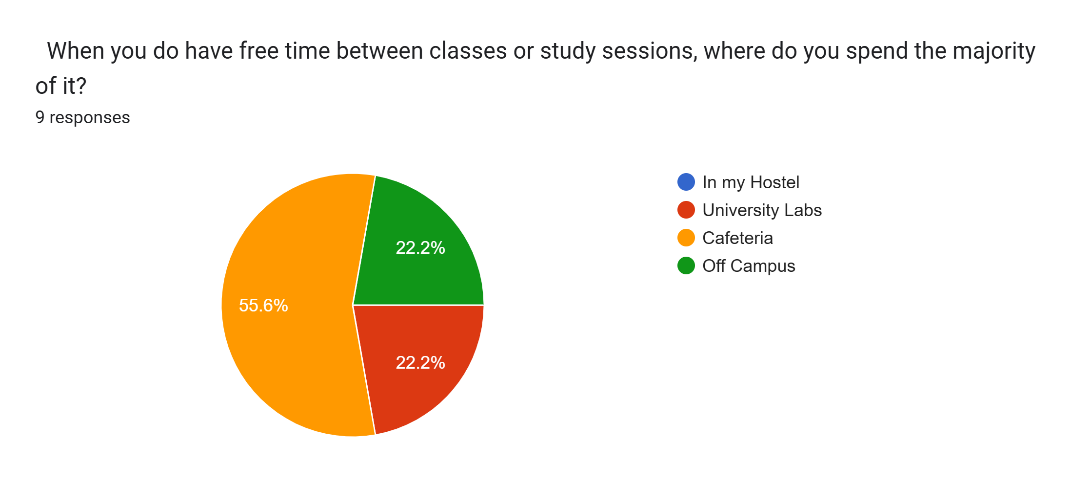 When you do have free time between classes or study sessions, where do you spend the majority
of it?
9 responses
In my Hostel
University Labs
Cafeteria
Off Campus
22.2%
55.6%
22.2%